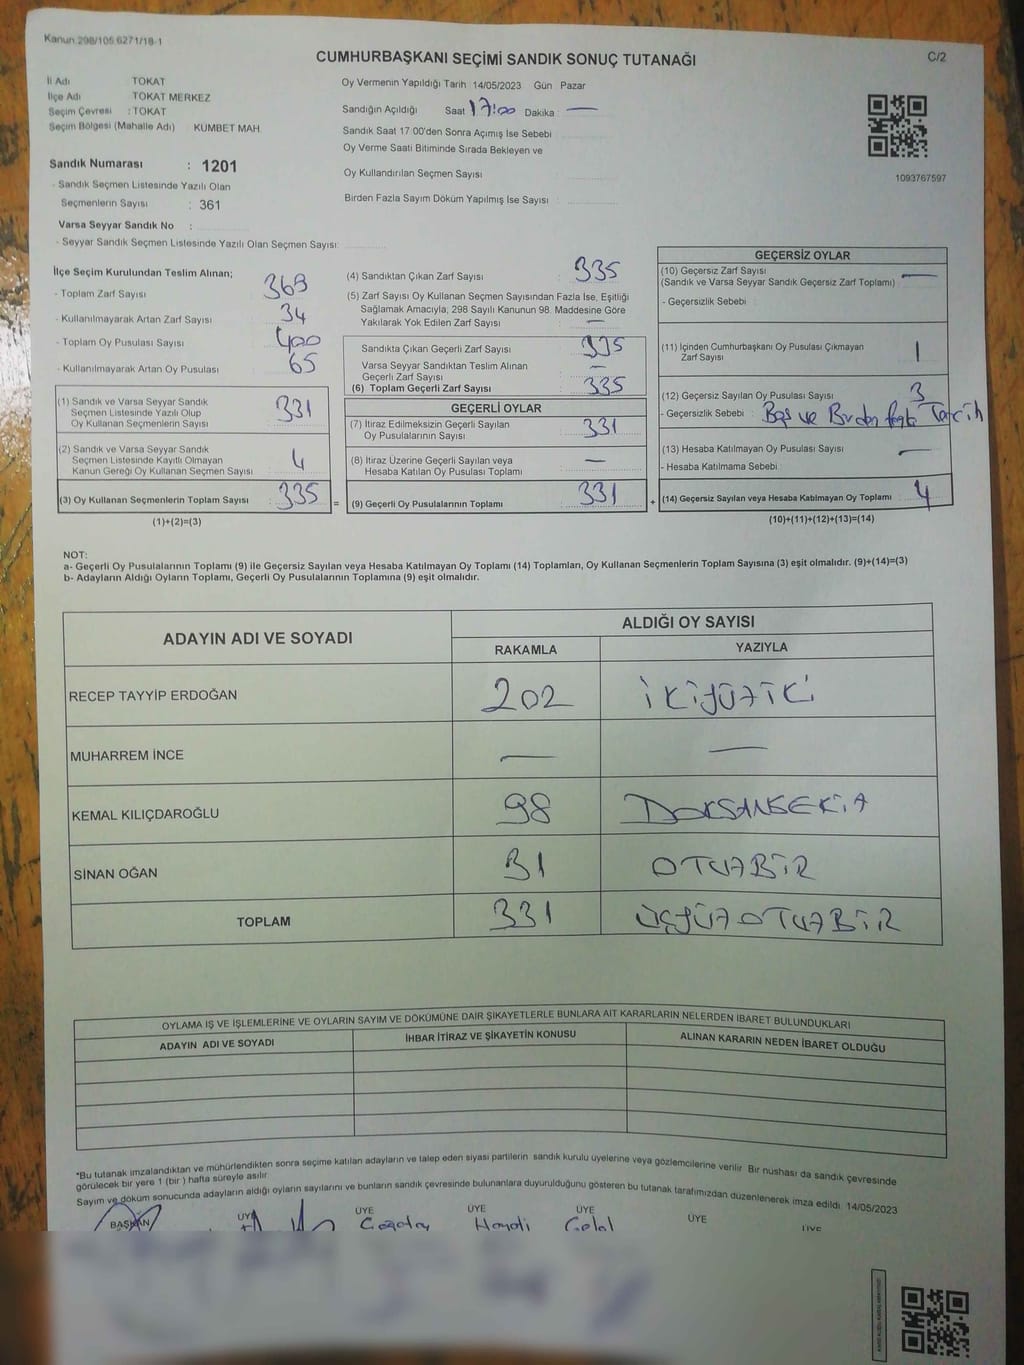 Kanun 298/105 6271/18-1
CUMHURBAŞKANI SEÇİMİ SANDIK SONUÇ TUTANAĞI
C/2
İl Adı : TOKAT
İlçe Adı : TOKAT MERKEZ
Seçim Çevresi : TOKAT
Seçim Bölgesi (Mahalle Adı) KÜMBET MAH.
Sandık Numarası : 1201
- Sandık Seçmen Listesinde Yazılı Olan
Seçmenlerin Sayısı : 361
Varsa Seyyar Sandık No :
- Seyyar Sandık Seçmen Listesinde Yazılı Olan Seçmen Sayısı:
Oy Vermenin Yapıldığı Tarih 14/05/2023 Gün Pazar
Sandığın Açıldığı Saat 17:00 Dakika : —
Sandık Saat 17 00'den Sonra Açımış İse Sebebi
Oy Verme Saati Bitiminde Sırada Bekleyen ve
Oy Kullandırılan Seçmen Sayısı
Birden Fazla Sayım Döküm Yapılmış İse Sayısı
1093767597
İlçe Seçim Kurulundan Teslim Alınan;
- Toplam Zarf Sayısı 369
- Kullanılmayarak Artan Zarf Sayısı 34
- Toplam Oy Pusulası Sayısı 400
- Kullanılmayarak Artan Oy Pusulası 65
(1) Sandık ve Varsa Seyyar Sandık
Seçmen Listesinde Yazılı Olup
Oy Kullanan Seçmenlerin Sayısı 331
(2) Sandık ve Varsa Seyyar Sandık
Seçmen Listesinde Kayıtlı Olmayan
Kanun Gereği Oy Kullanan Seçmen Sayısı 4
(3) Oy Kullanan Seçmenlerin Toplam Sayısı 335 =
(1)+(2)=(3)
(4) Sandıktan Çıkan Zarf Sayısı 335
(5) Zarf Sayısı Oy Kullanan Seçmen Sayısından Fazla İse, Eşitliği
Sağlamak Amacıyla, 298 Sayılı Kanunun 98. Maddesine Göre
Yakılarak Yok Edilen Zarf Sayısı —
Sandıkta Çıkan Geçerli Zarf Sayısı 335
Varsa Seyyar Sandıktan Teslim Alınan
Geçerli Zarf Sayısı —
(6) Toplam Geçerli Zarf Sayısı 335
GEÇERLİ OYLAR
(7) İtiraz Edilmeksizin Geçerli Sayılan
Oy Pusulalarının Sayısı 331
(8) İtiraz Üzerine Geçerli Sayılan veya
Hesaba Katılan Oy Pusulası Toplamı —
(9) Geçerli Oy Pusulalarının Toplamı 331 +
GEÇERSİZ OYLAR
(10) Geçersiz Zarf Sayısı —
(Sandık ve Varsa Seyyar Sandık Geçersiz Zarf Toplamı)
- Geçersizlik Sebebi :
(11) İçinden Cumhurbaşkanı Oy Pusulası Çıkmayan
Zarf Sayısı 1
(12) Geçersiz Sayılan Oy Pusulası Sayısı 3
- Geçersizlik Sebebi : Boş ve Birden fazla Tercih
(13) Hesaba Katılmayan Oy Pusulası Sayısı —
- Hesaba Katılmama Sebebi
(14) Geçersiz Sayılan veya Hesaba Katılmayan Oy Toplamı 4
(10)+(11)+(12)+(13)=(14)
NOT:
a- Geçerli Oy Pusulalarının Toplamı (9) ile Geçersiz Sayılan veya Hesaba Katılmayan Oy Toplamı (14) Toplamları, Oy Kullanan Seçmenlerin Toplam Sayısına (3) eşit olmalıdır. (9)+(14)=(3)
b- Adayların Aldığı Oyların Toplamı, Geçerli Oy Pusulalarının Toplamına (9) eşit olmalıdır.
ADAYIN ADI VE SOYADI ALDIĞI OY SAYISI
RAKAMLA YAZIYLA
RECEP TAYYİP ERDOĞAN 202 İKİYÜZİKİ
MUHARREM İNCE — —
KEMAL KILIÇDAROĞLU 98 DOKSANSEKİZ
SİNAN OĞAN 31 OTUZBİR
TOPLAM 331 ÜÇYÜZOTUZBİR
OYLAMA İŞ VE İŞLEMLERİNE VE OYLARIN SAYIM VE DÖKÜMÜNE DAİR ŞİKAYETLERLE BUNLARA AİT KARARLARIN NELERDEN İBARET BULUNDUKLARI
ADAYIN ADI VE SOYADI İHBAR İTİRAZ VE ŞİKAYETİN KONUSU ALINAN KARARIN NEDEN İBARET OLDUĞU
*Bu tutanak imzalandıktan ve mühürlendikten sonra seçime katılan adayların ve talep eden siyasi partilerin sandık kurulu üyelerine veya gözlemcilerine verilir. Bir nüshası da sandık çevresinde
görülecek bir yere 1 (bir) hafta süreyle asılır.
Sayım ve döküm sonucunda adayların aldığı oyların sayılarını ve bunların sandık çevresinde bulunanlara duyurulduğunu gösteren bu tutanak tarafımızdan düzenlenerek imza edildi 14/05/2023
BAŞKAN ÜYE ÜYE ÜYE ÜYE ÜYE
Hamdi Celal